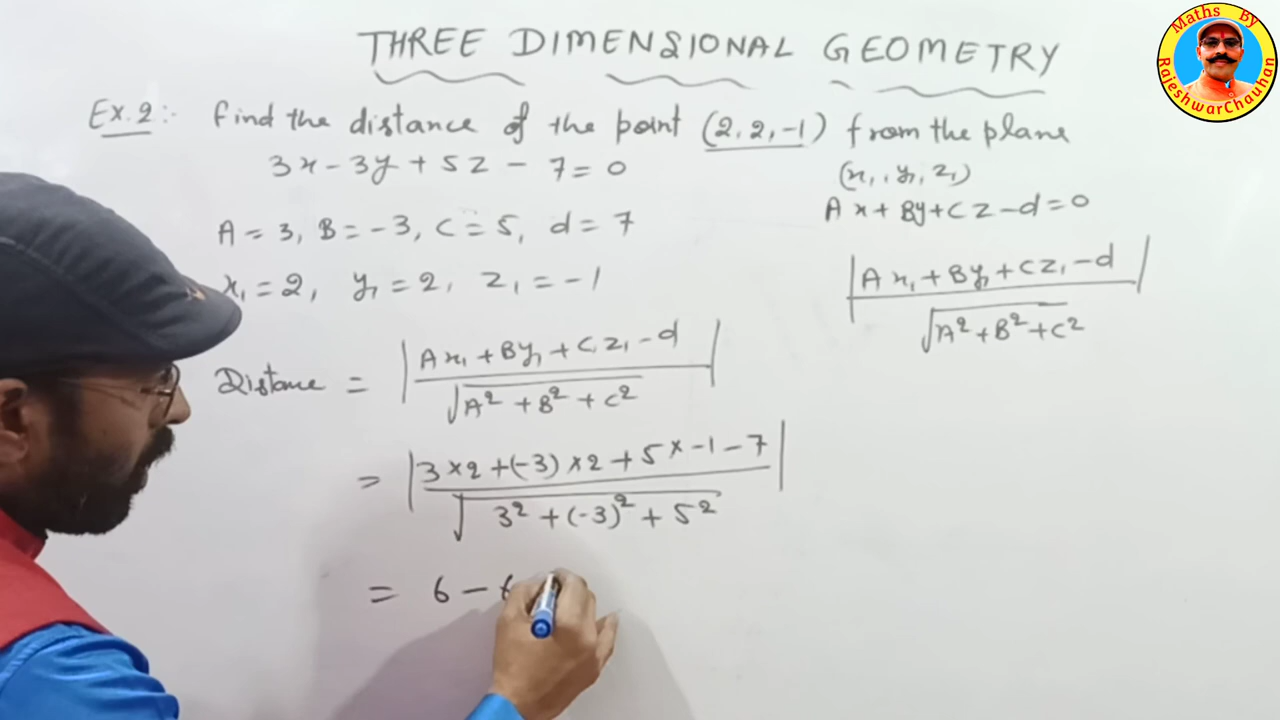 THREE DIMENSIONAL GEOMETRY
Maths By
RajeshwarChauhan
Ex.2:- find the distance of the point (2, 2, -1) from the plane
3x - 3y + 5z - 7 = 0
(x₁, y₁, z₁)
Ax + By + Cz - d = 0
A = 3, B = -3, C = 5, d = 7
x₁ = 2, y₁ = 2, z₁ = -1
|Ax₁ + By₁ + Cz₁ - d|
√A² + B² + C²
Distance = |Ax₁ + By₁ + Cz₁ - d|
√A² + B² + C²
= |3 × 2 + (-3) × 2 + 5 × -1 - 7|
√3² + (-3)² + 5²
= 6 -